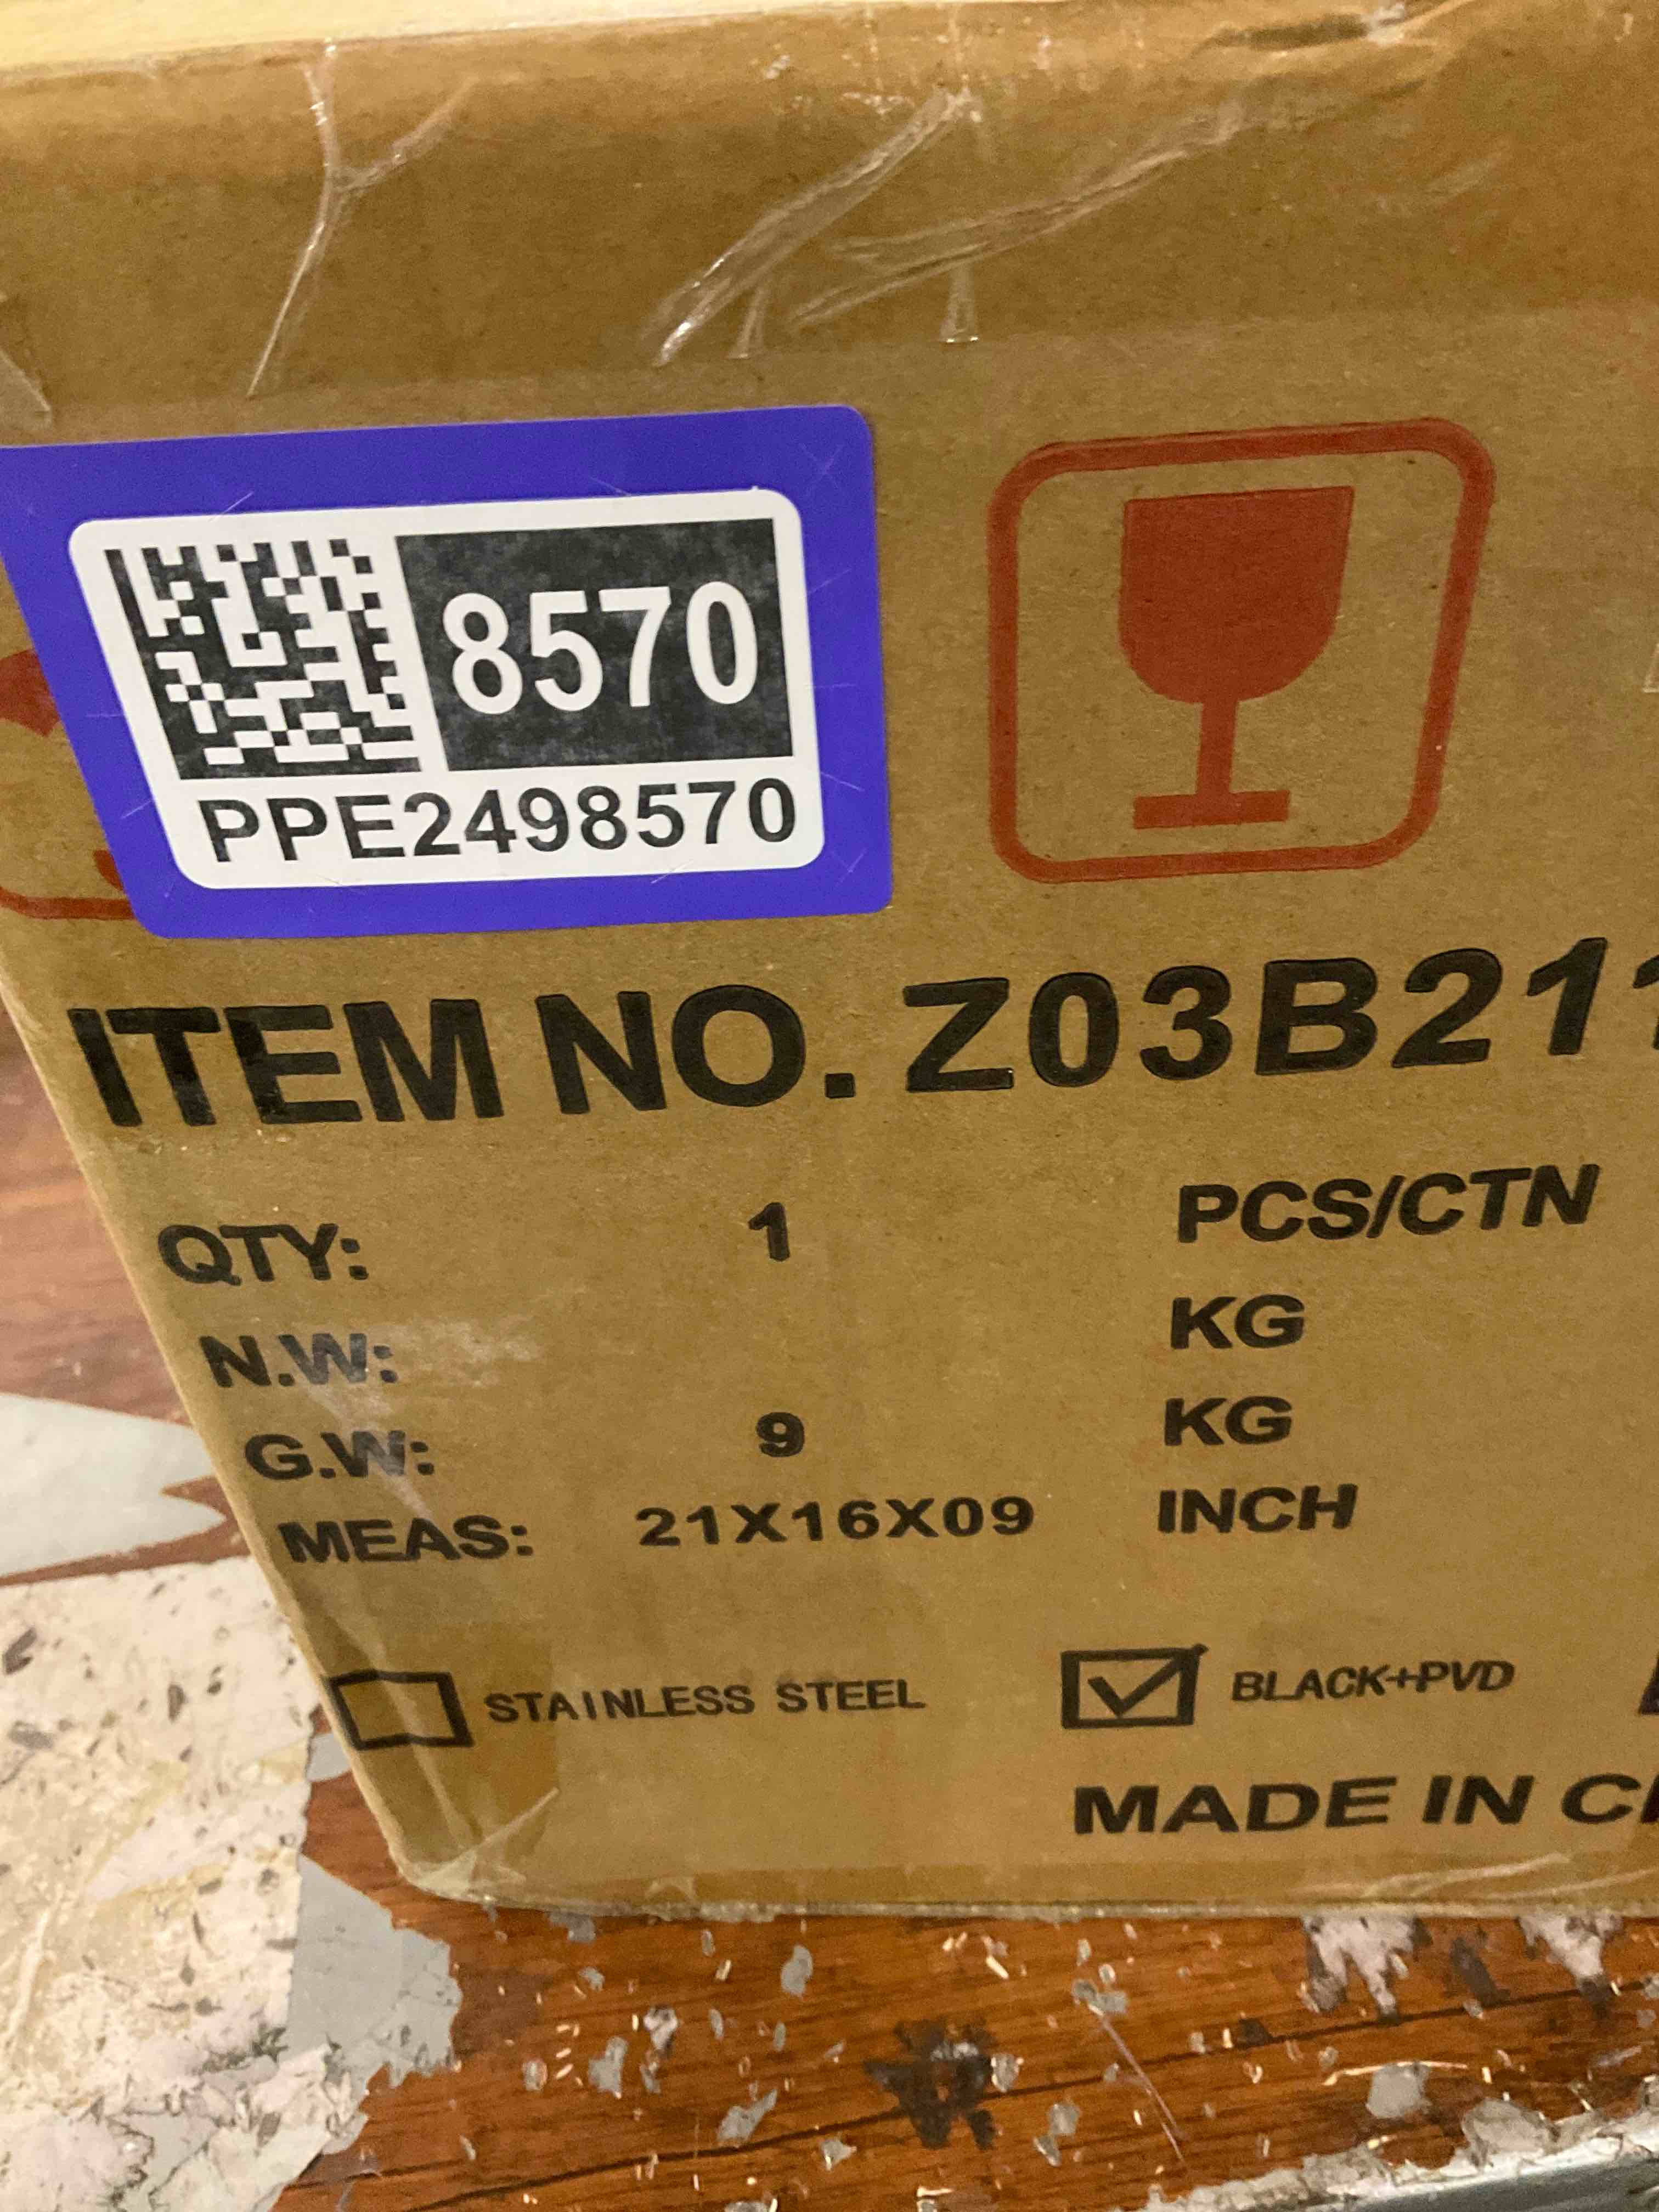 8570
PPE2498570
ITEM NO. Z03B21
QTY: 1 PCS/CTN
N.W: KG
G.W: 9 KG
MEAS: 21X16X09 INCH
STAINLESS STEEL BLACK+PVD
MADE IN